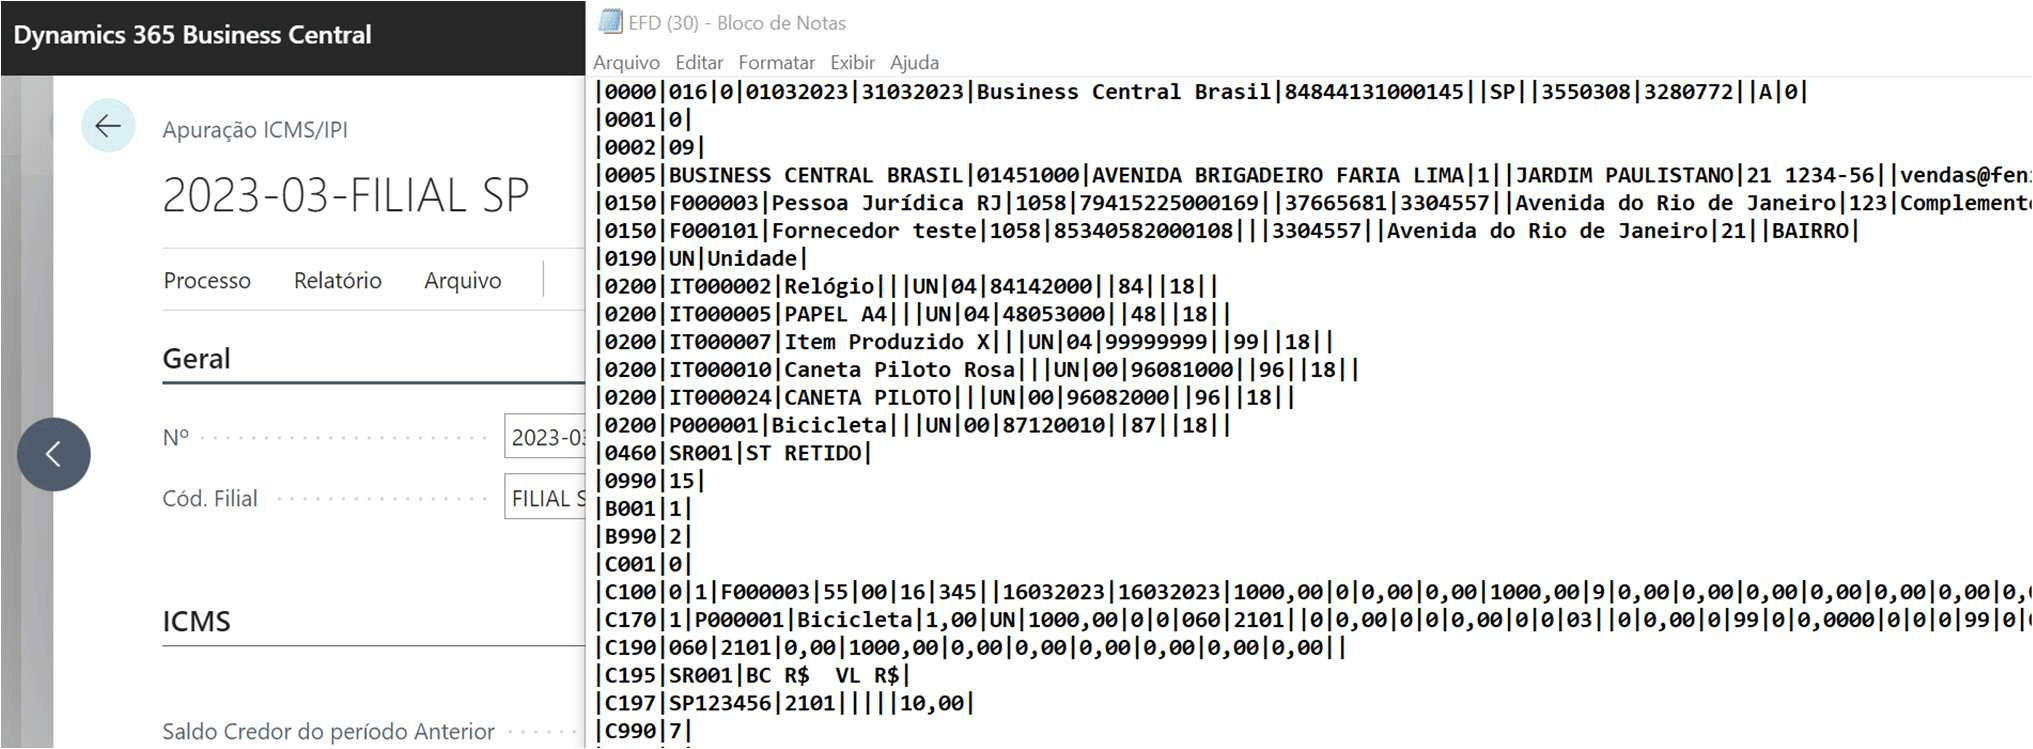 Dynamics 365 Business Central
Apuração ICMS/IPI
2023-03-FILIAL SP
Processo Relatório Arquivo
Geral
Nº 2023-03
Cód. Filial FILIAL S
ICMS
Saldo Credor do período Anterior
EFD (30) - Bloco de Notas
Arquivo Editar Formatar Exibir Ajuda
|0000|016|0|01032023|31032023|Business Central Brasil|84844131000145||SP||3550308|3280772||A|0|
|0001|0|
|0002|09|
|0005|BUSINESS CENTRAL BRASIL|01451000|AVENIDA BRIGADEIRO FARIA LIMA|1||JARDIM PAULISTANO|21 1234-56||vendas@fen
|0150|F000003|Pessoa Jurídica RJ|1058|79415225000169||37665681|3304557||Avenida do Rio de Janeiro|123|Complement
|0150|F000101|Fornecedor teste|1058|85340582000108|||3304557||Avenida do Rio de Janeiro|21||BAIRRO|
|0190|UN|Unidade|
|0200|IT000002|Relógio|||UN|04|84142000||84||18||
|0200|IT000005|PAPEL A4|||UN|04|48053000||48||18||
|0200|IT000007|Item Produzido X|||UN|04|99999999||99||18||
|0200|IT000010|Caneta Piloto Rosa|||UN|00|96081000||96||18||
|0200|IT000024|CANETA PILOTO|||UN|00|96082000||96||18||
|0200|P000001|Bicicleta|||UN|00|87120010||87||18||
|0460|SR001|ST RETIDO|
|0990|15|
|B001|1|
|B990|2|
|C001|0|
|C100|0|1|F000003|55|00|16|345||16032023|16032023|1000,00|0|0,00|0,00|1000,00|9|0,00|0,00|0,00|0,00|0,00|0,00|0,0
|C170|1|P000001|Bicicleta|1,00|UN|1000,00|0|0|060|2101||0|0,00|0|0|0,00|0|0|03||0|0,00|0|99|0|0,0000|0|0|0|99|0|0
|C190|060|2101|0,00|1000,00|0,00|0,00|0,00|0,00|0,00|0,00||
|C195|SR001|BC R$  VL R$|
|C197|SP123456|2101|||||10,00|
|C990|7|